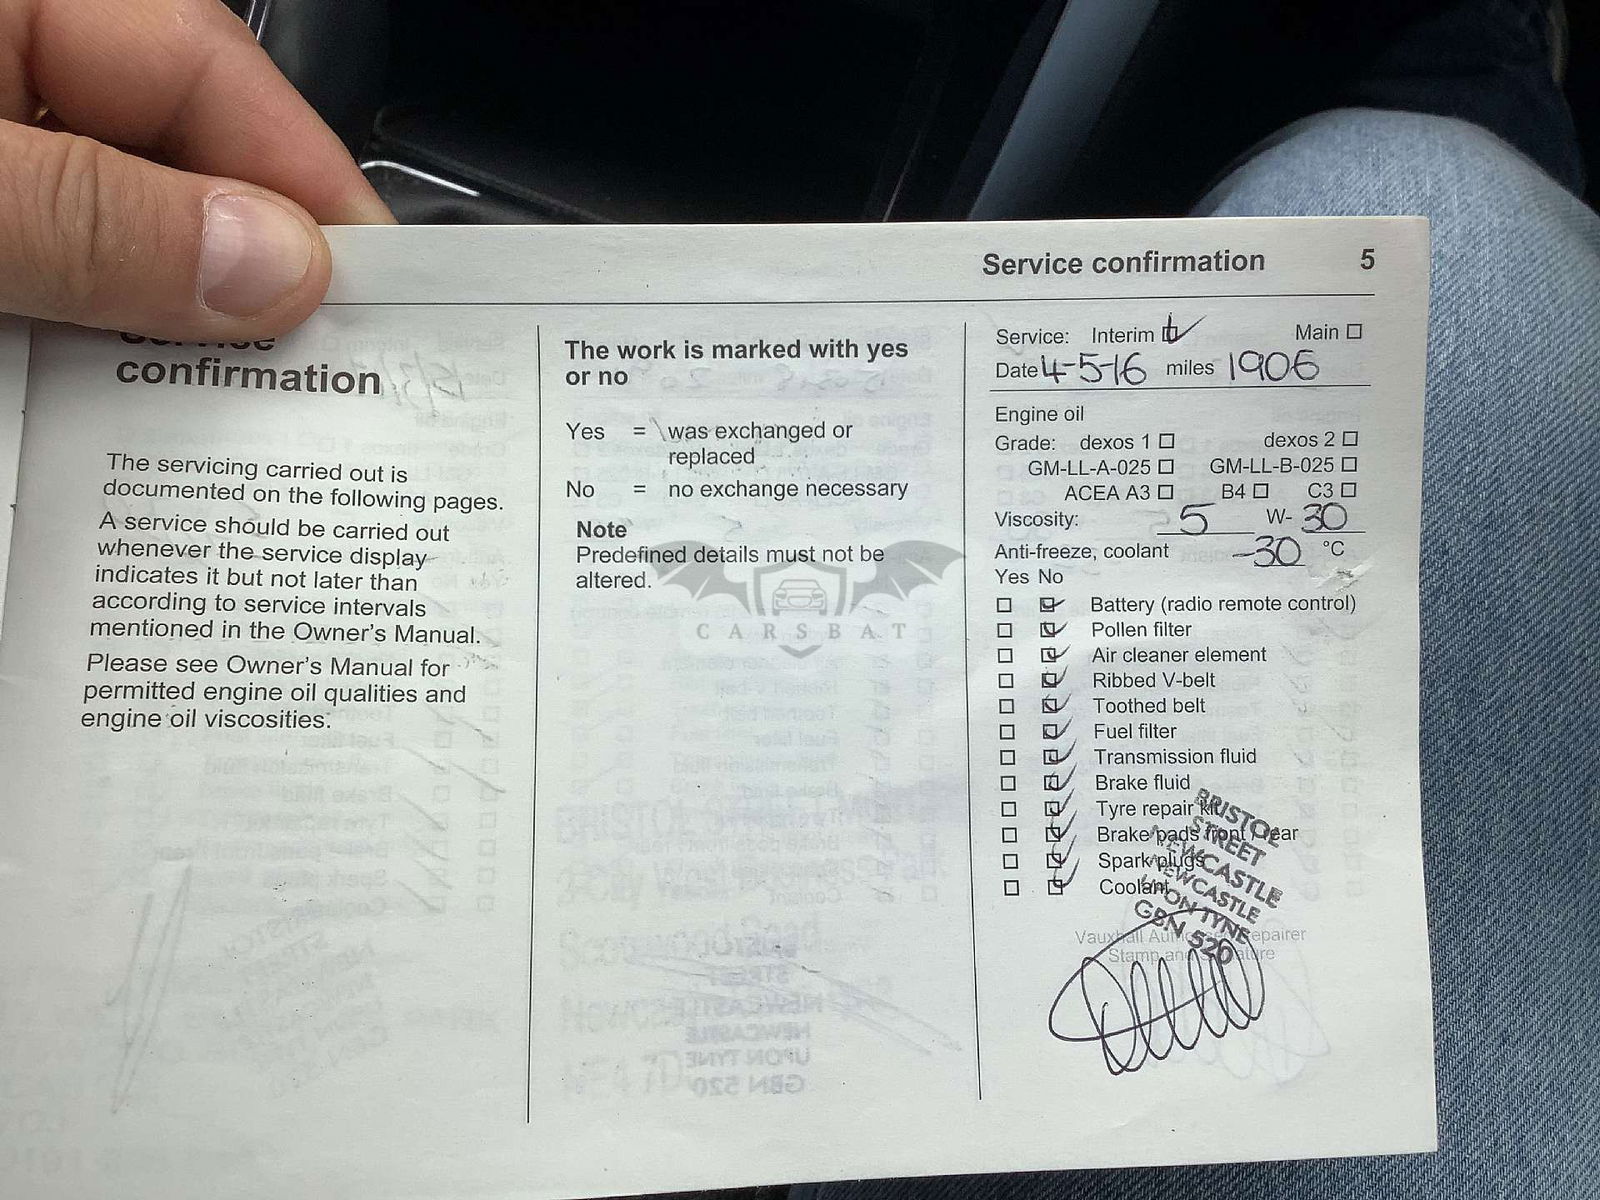 Service confirmation 5
Service
confirmation
The servicing carried out is
documented on the following pages.
A service should be carried out
whenever the service display
indicates it but not later than
according to service intervals
mentioned in the Owner's Manual.
Please see Owner's Manual for
permitted engine oil qualities and
engine oil viscosities.
The work is marked with yes
or no
Yes = was exchanged or
replaced
No = no exchange necessary
Note
Predefined details must not be
altered.
CARSBAT
Service: Interim Main
Date 4-5-16 miles 1906
Engine oil
Grade: dexos 1 dexos 2
GM-LL-A-025 GM-LL-B-025
ACEA A3 B4 C3
Viscosity: 5 W- 30
Anti-freeze, coolant -30 °C
Yes No
Battery (radio remote control)
Pollen filter
Air cleaner element
Ribbed V-belt
Toothed belt
Fuel filter
Transmission fluid
Brake fluid
Tyre repair kit
Brake pads front / rear
Spark plugs
Coolant
BRISTOL
STREET
NEWCASTLE
NEWCASTLE
UPON TYNE
GBN 520
Vauxhall Authorised Repairer
Stamp and Signature